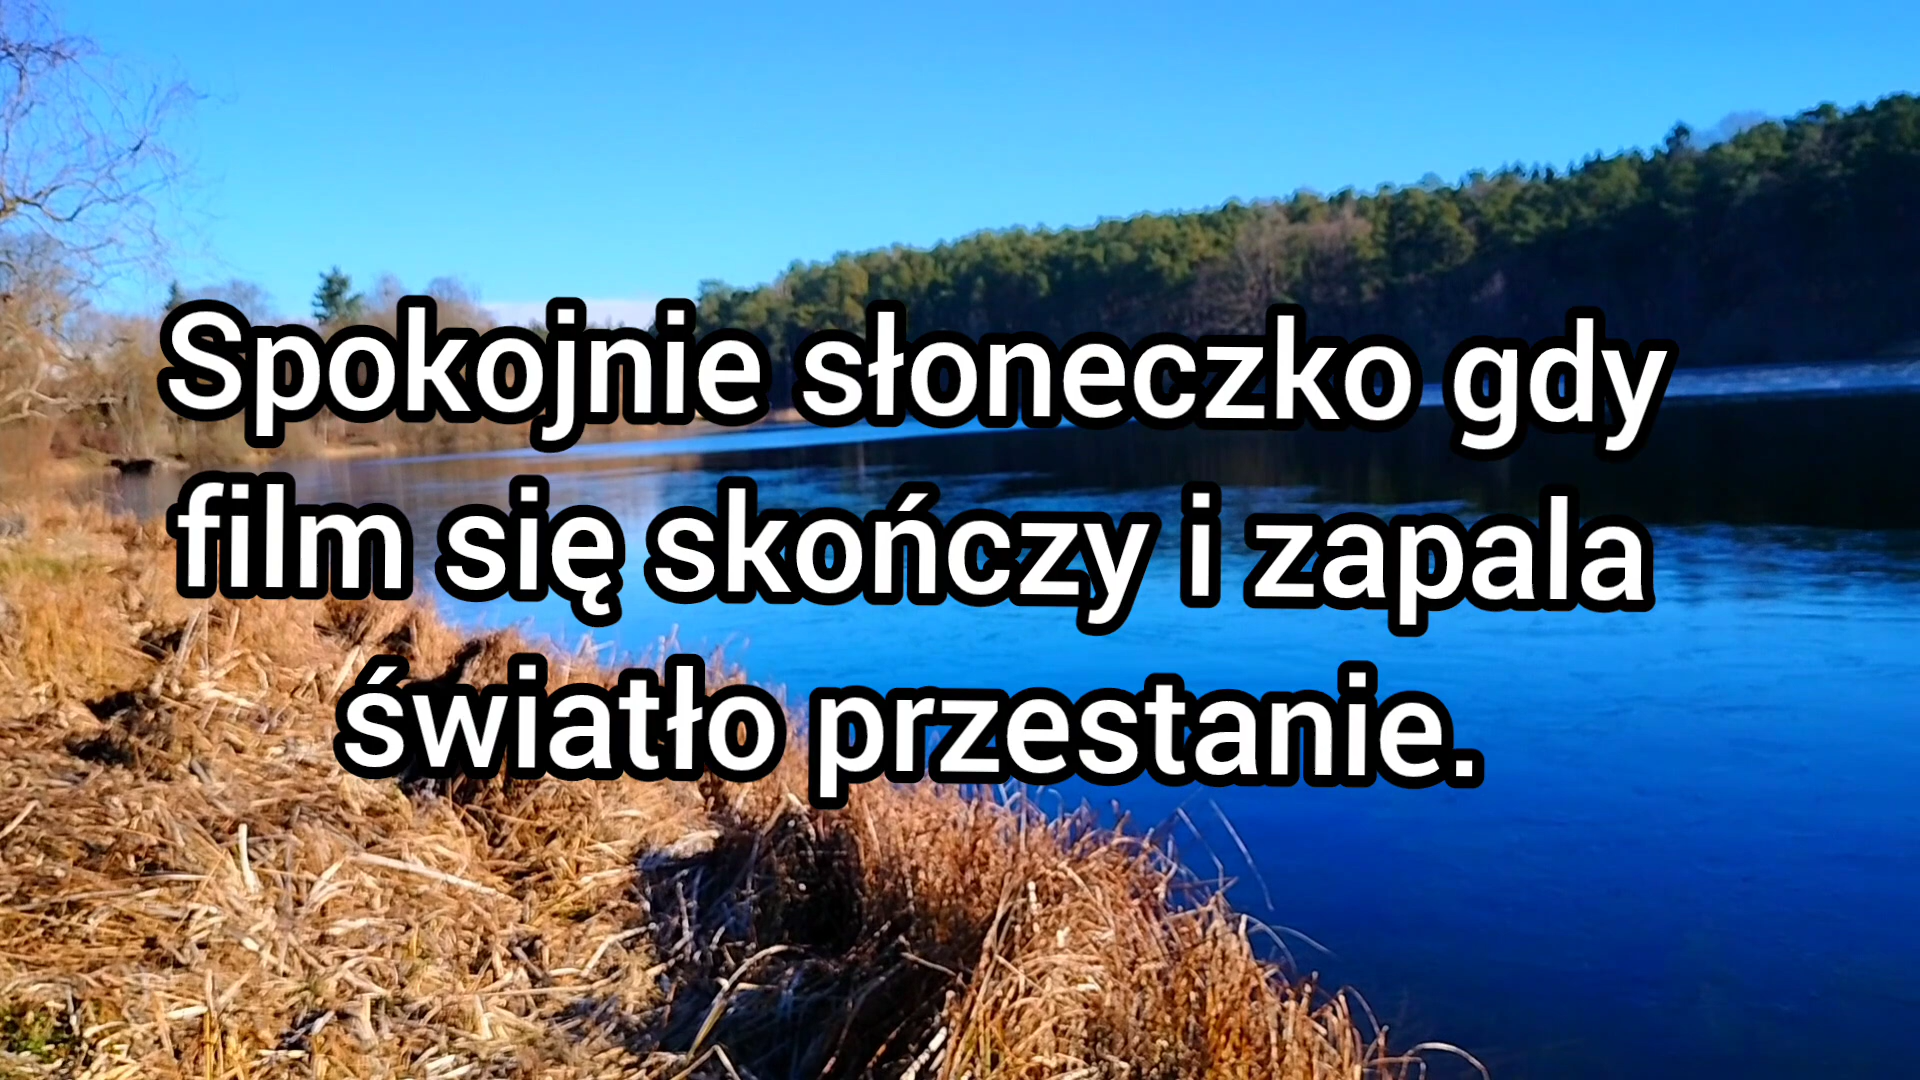 Spokojnie słoneczko gdy
film się skończy i zapala
światło przestanie.